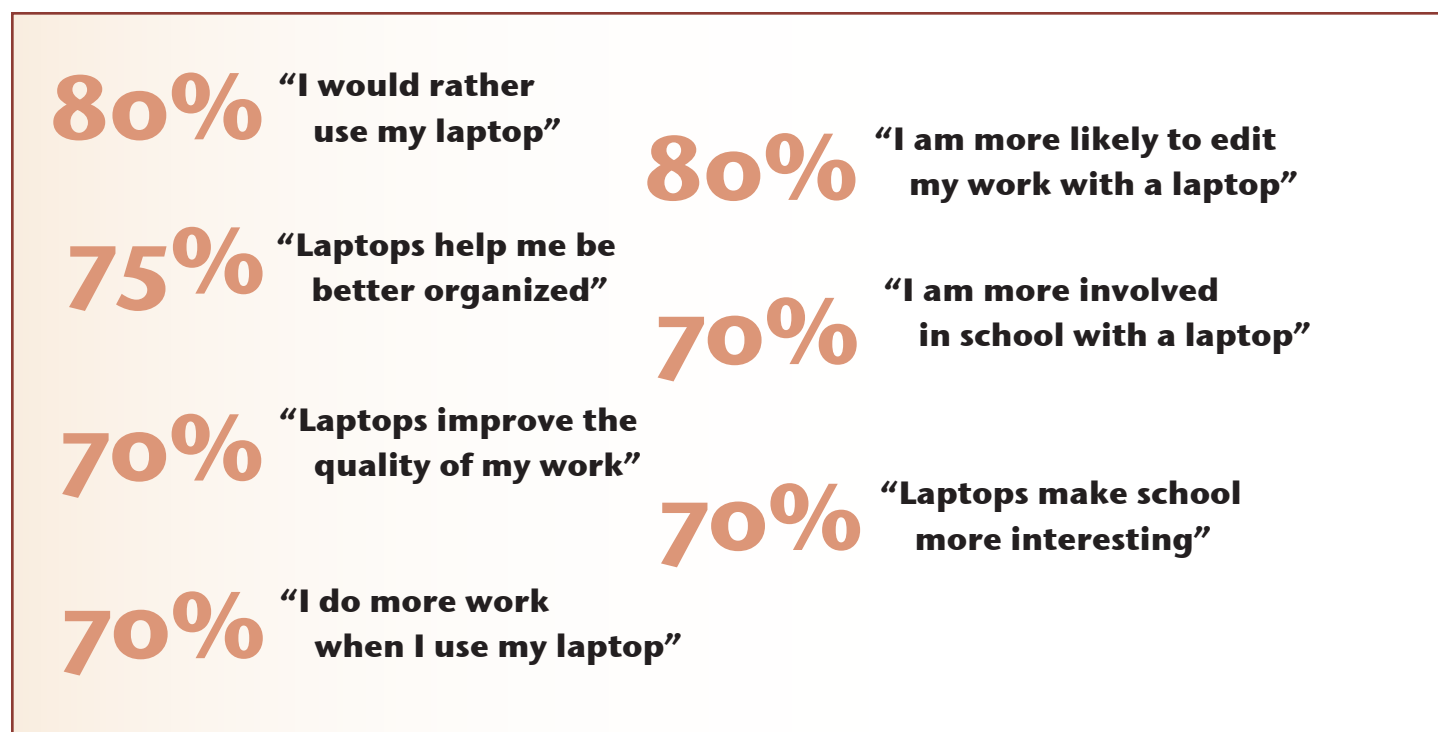 80% “I would rather
use my laptop”
75% “Laptops help me be
better organized”
70% “Laptops improve the
quality of my work”
70% “I do more work
when I use my laptop”
80% “I am more likely to edit
my work with a laptop”
70% “I am more involved
in school with a laptop”
70% “Laptops make school
more interesting”